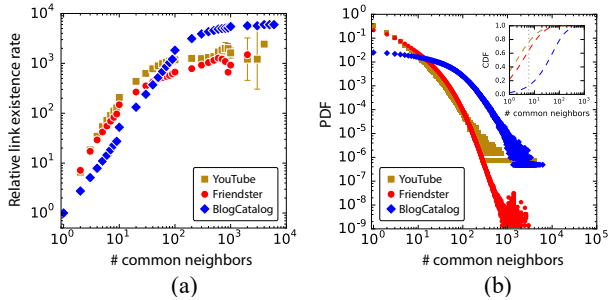 Relative link existence rate
10^4
10^3
10^2
10^1
10^0
YouTube
Friendster
BlogCatalog
10^0 10^1 10^2 10^3 10^4
# common neighbors
(a)
PDF
10^0
10^-1
10^-2
10^-3
10^-4
10^-5
10^-6
10^-7
10^-8
10^-9
YouTube
Friendster
BlogCatalog
10^0 10^1 10^2 10^3 10^4 10^5
# common neighbors
CDF
1.0
0.8
0.6
0.4
0.2
0.0
10^0 10^1 10^2 10^3
# common neighbors
(b)